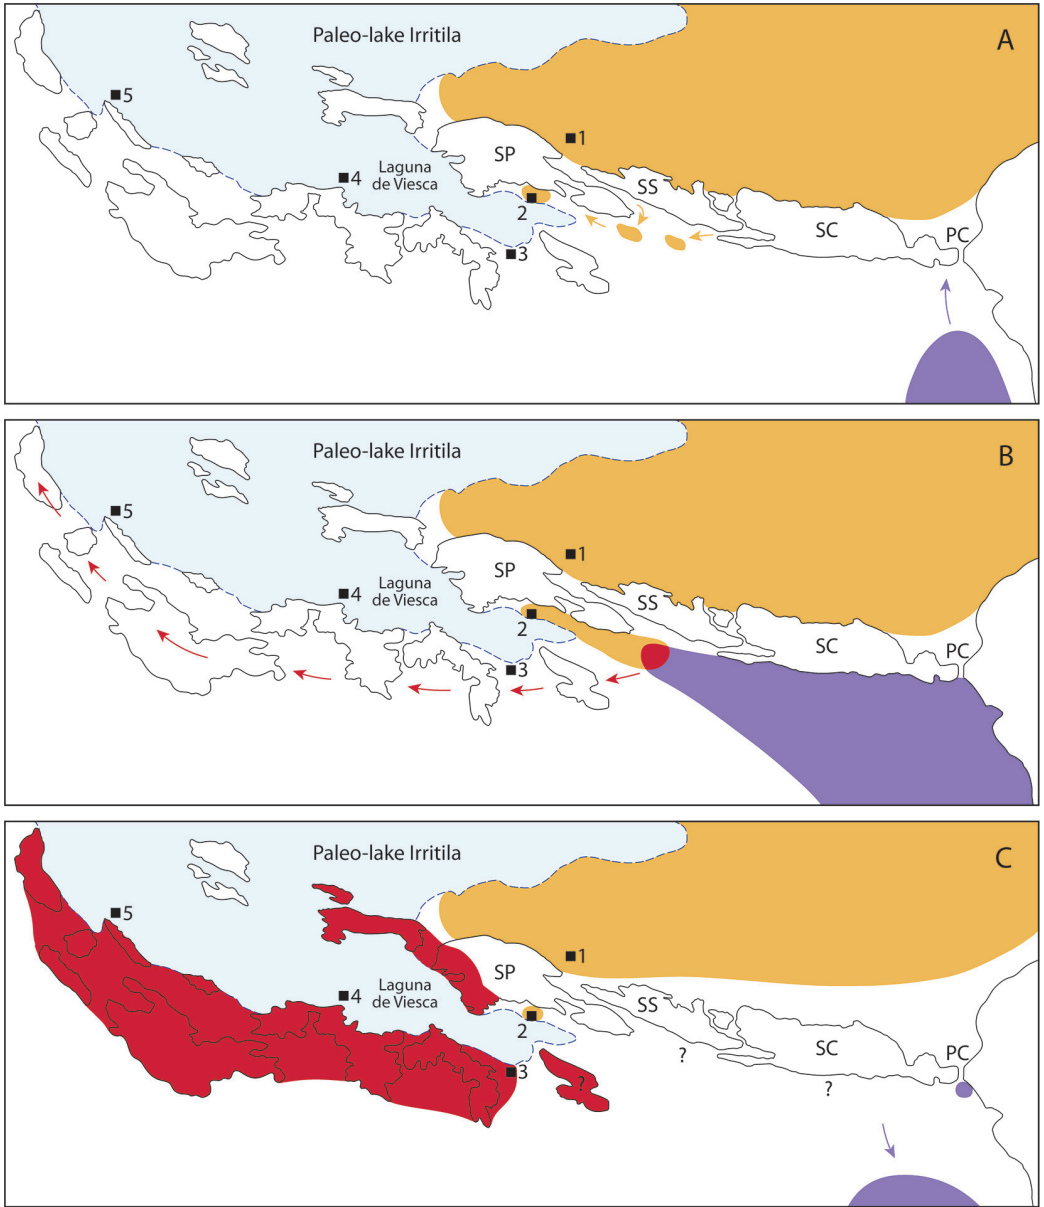 Paleo-lake Irritila
A
5
1
SP
Laguna
de Viesca
4
SS
2
SC
PC
3
Paleo-lake Irritila
B
5
1
SP
Laguna
de Viesca
4
SS
2
SC
PC
3
Paleo-lake Irritila
C
5
1
SP
Laguna
de Viesca
4
SS
2
SC
PC
?
3
?
?